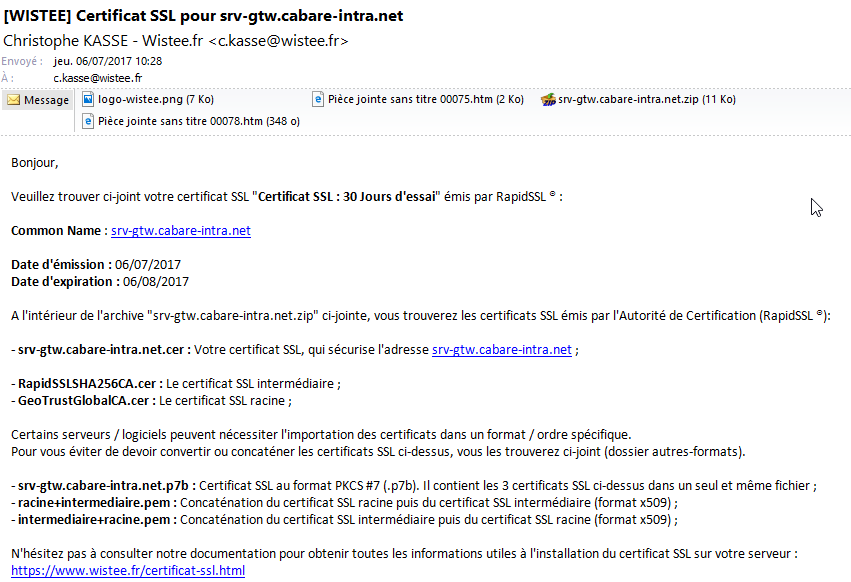 [WISTEE] Certificat SSL pour srv-gtw.cabare-intra.net
Christophe KASSE - Wistee.fr <c.kasse@wistee.fr>
Envoyé : jeu. 06/07/2017 10:28
À : c.kasse@wistee.fr
Message logo-wistee.png (7 Ko) Pièce jointe sans titre 00075.htm (2 Ko) srv-gtw.cabare-intra.net.zip (11 Ko)
Pièce jointe sans titre 00078.htm (348 o)
Bonjour,
Veuillez trouver ci-joint votre certificat SSL "Certificat SSL : 30 Jours d'essai" émis par RapidSSL ® :
Common Name : srv-gtw.cabare-intra.net
Date d'émission : 06/07/2017
Date d'expiration : 06/08/2017
A l'intérieur de l'archive "srv-gtw.cabare-intra.net.zip" ci-jointe, vous trouverez les certificats SSL émis par l'Autorité de Certification (RapidSSL ®):
- srv-gtw.cabare-intra.net.cer : Votre certificat SSL, qui sécurise l'adresse srv-gtw.cabare-intra.net ;
- RapidSSLSHA256CA.cer : Le certificat SSL intermédiaire ;
- GeoTrustGlobalCA.cer : Le certificat SSL racine ;
Certains serveurs / logiciels peuvent nécessiter l'importation des certificats dans un format / ordre spécifique.
Pour vous éviter de devoir convertir ou concaténer les certificats SSL ci-dessus, vous les trouverez ci-joint (dossier autres-formats).
- srv-gtw.cabare-intra.net.p7b : Certificat SSL au format PKCS #7 (.p7b). Il contient les 3 certificats SSL ci-dessus dans un seul et même fichier ;
- racine+intermediaire.pem : Concaténation du certificat SSL racine puis du certificat SSL intermédiaire (format x509) ;
- intermediaire+racine.pem : Concaténation du certificat SSL intermédiaire puis du certificat SSL racine (format x509) ;
N'hésitez pas à consulter notre documentation pour obtenir toutes les informations utiles à l'installation du certificat SSL sur votre serveur :
https://www.wistee.fr/certificat-ssl.html